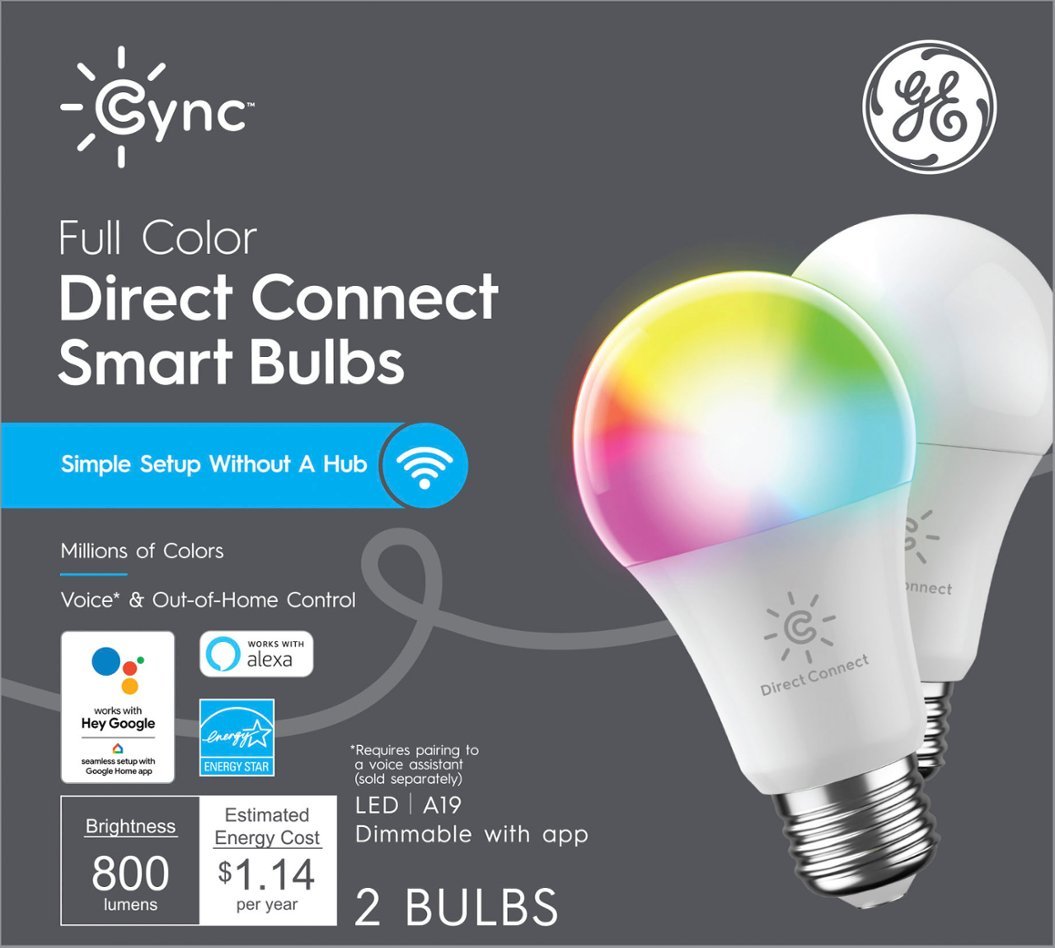 Cync™
GE
Full Color
Direct Connect
Smart Bulbs
Simple Setup Without A Hub
Millions of Colors
Voice* & Out-of-Home Control
works with
Hey Google
seamless setup with
Google Home app
WORKS WITH
alexa
energy
ENERGY STAR
*Requires pairing to
a voice assistant
(sold separately)
LED | A19
Dimmable with app
Brightness
800
lumens
Estimated
Energy Cost
$1.14
per year
2 BULBS
C
Direct Connect